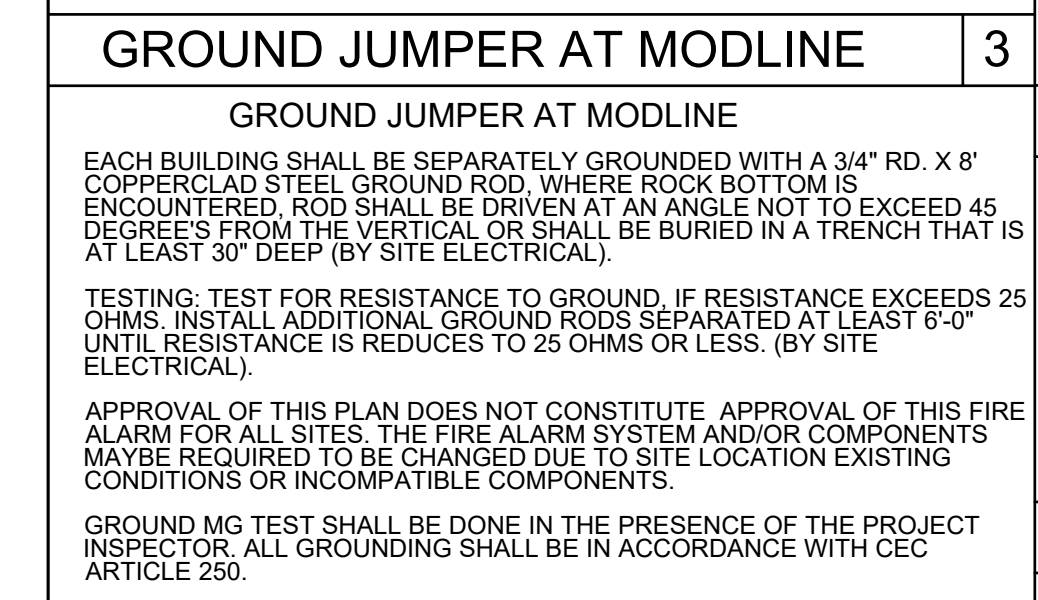 GROUND JUMPER AT MODLINE
3
GROUND JUMPER AT MODLINE
EACH BUILDING SHALL BE SEPARATELY GROUNDED WITH A 3/4" RD. X 8'
COPPERCLAD STEEL GROUND ROD, WHERE ROCK BOTTOM IS
ENCOUNTERED, ROD SHALL BE DRIVEN AT AN ANGLE NOT TO EXCEED 45
DEGREE'S FROM THE VERTICAL OR SHALL BE BURIED IN A TRENCH THAT IS
AT LEAST 30" DEEP (BY SITE ELECTRICAL).
TESTING: TEST FOR RESISTANCE TO GROUND, IF RESISTANCE EXCEEDS 25
OHMS. INSTALL ADDITIONAL GROUND RODS SEPARATED AT LEAST 6'-0"
UNTIL RESISTANCE IS REDUCES TO 25 OHMS OR LESS. (BY SITE
ELECTRICAL).
APPROVAL OF THIS PLAN DOES NOT CONSTITUTE  APPROVAL OF THIS FIRE
ALARM FOR ALL SITES. THE FIRE ALARM SYSTEM AND/OR COMPONENTS
MAYBE REQUIRED TO BE CHANGED DUE TO SITE LOCATION EXISTING
CONDITIONS OR INCOMPATIBLE COMPONENTS.
GROUND MG TEST SHALL BE DONE IN THE PRESENCE OF THE PROJECT
INSPECTOR. ALL GROUNDING SHALL BE IN ACCORDANCE WITH CEC
ARTICLE 250.